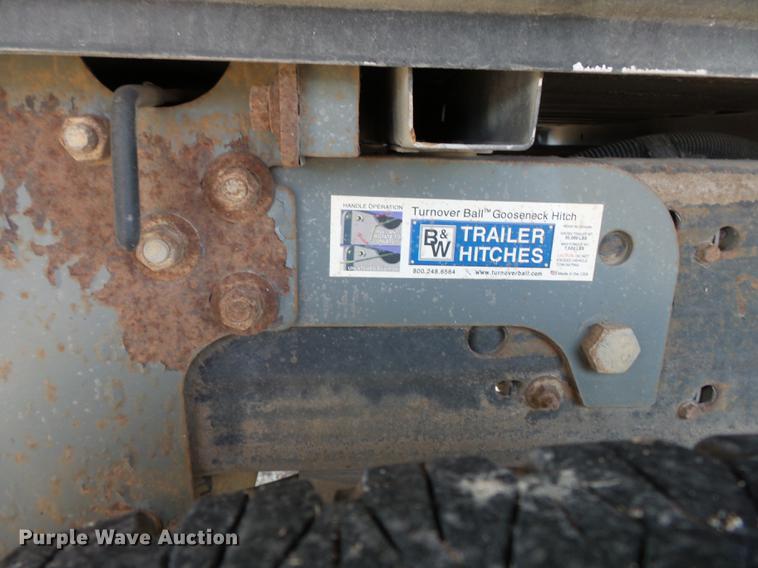 HANDLE OPERATION
Turnover Ball™ Gooseneck Hitch
B&W
TRAILER
HITCHES
800.248.6564
www.turnoverball.com
Made in the USA
Purple Wave Auction